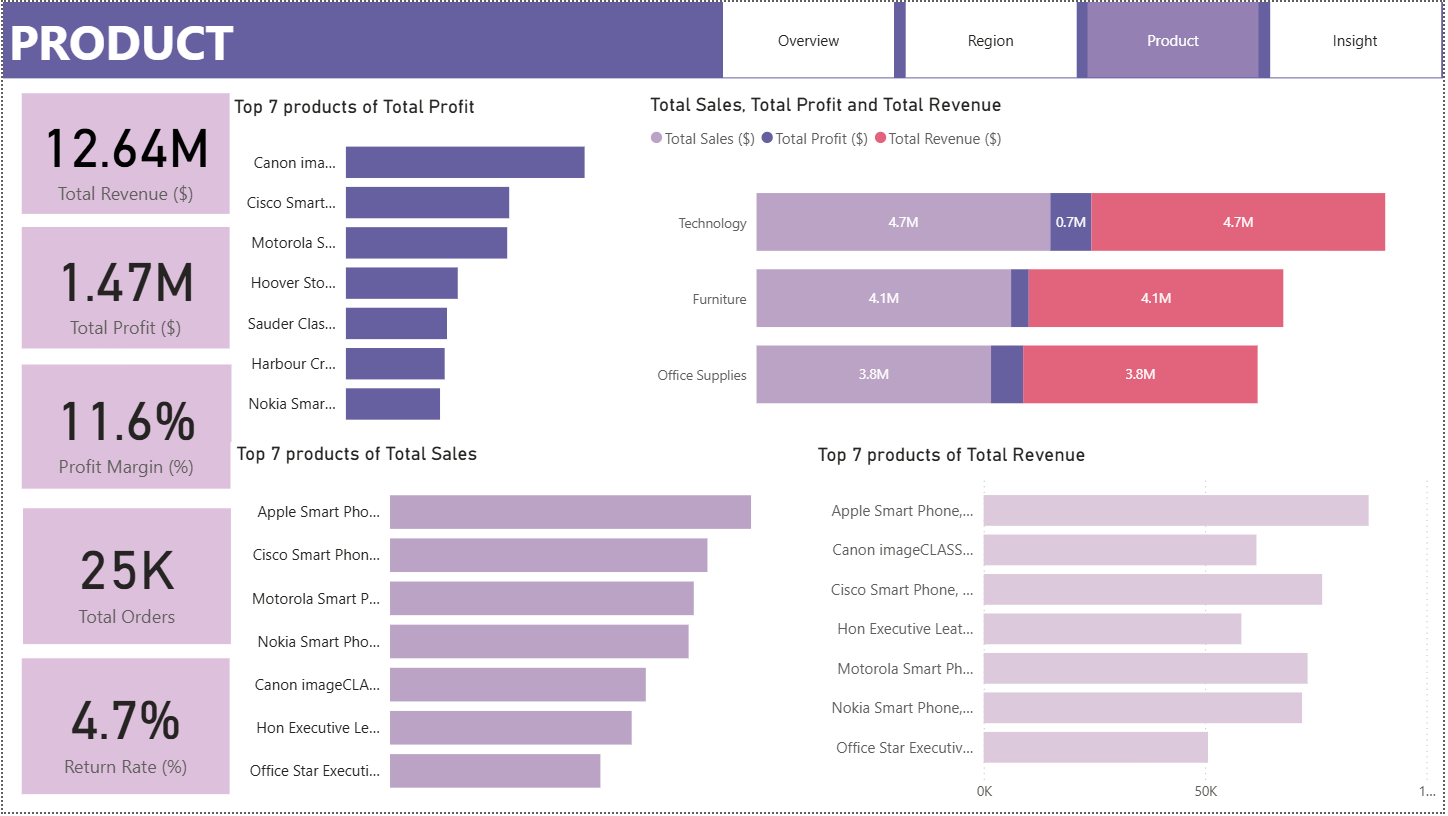 PRODUCT
Overview
Region
Product
Insight
12.64M
Total Revenue ($)
1.47M
Total Profit ($)
11.6%
Profit Margin (%)
25K
Total Orders
4.7%
Return Rate (%)
Top 7 products of Total Profit
Canon ima...
Cisco Smart...
Motorola S...
Hoover Sto...
Sauder Clas...
Harbour Cr...
Nokia Smar...
Total Sales, Total Profit and Total Revenue
Total Sales ($) Total Profit ($) Total Revenue ($)
Technology 4.7M 0.7M 4.7M
Furniture 4.1M 4.1M
Office Supplies 3.8M 3.8M
Top 7 products of Total Sales
Apple Smart Pho...
Cisco Smart Phon...
Motorola Smart P...
Nokia Smart Pho...
Canon imageCLA...
Hon Executive Le...
Office Star Executi...
Top 7 products of Total Revenue
Apple Smart Phone,...
Canon imageCLASS...
Cisco Smart Phone, ...
Hon Executive Leat...
Motorola Smart Ph...
Nokia Smart Phone,...
Office Star Executiv...
0K 50K 1...